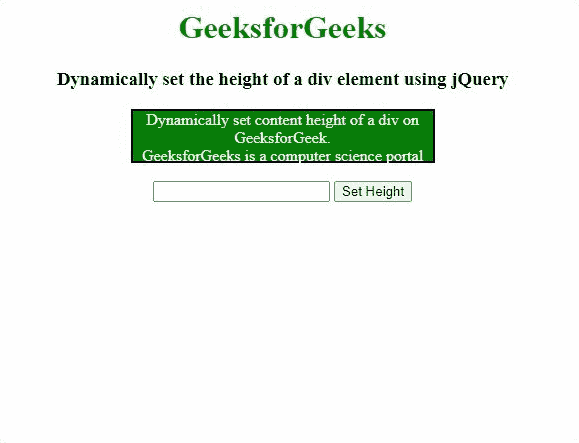 GeeksforGeeks
Dynamically set the height of a div element using jQuery
Dynamically set content height of a div on
GeeksforGeek.
GeeksforGeeks is a computer science portal
Set Height